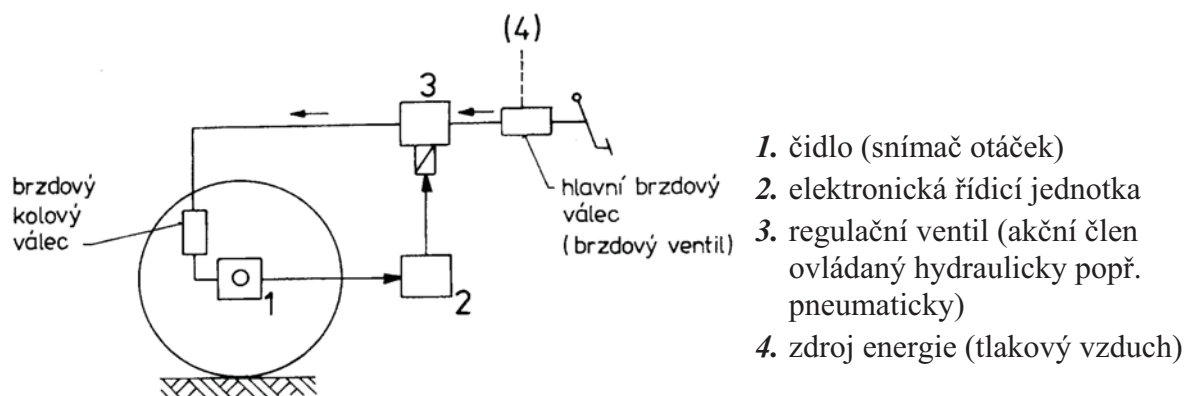 (4)
3
brzdový
kolový
válec
hlavní brzdový
válec
(brzdový ventil)
1
2
1. čidlo (snímač otáček)
2. elektronická řídicí jednotka
3. regulační ventil (akční člen
ovládaný hydraulicky popř.
pneumaticky)
4. zdroj energie (tlakový vzduch)